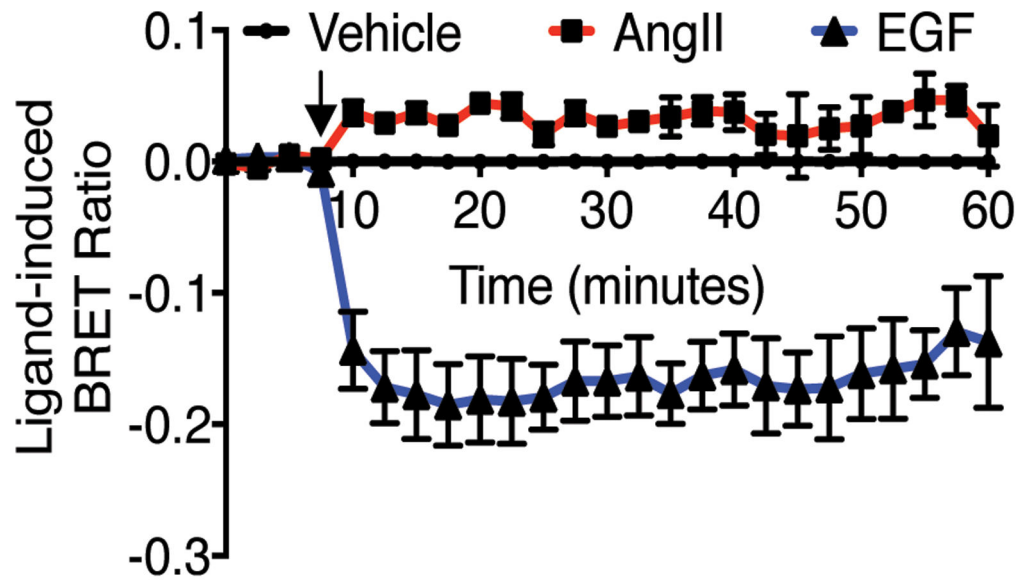 0.1
Vehicle AngII EGF
0.0
10 20 30 40 50 60
Time (minutes)
-0.1
-0.2
-0.3
Ligand-induced
BRET Ratio